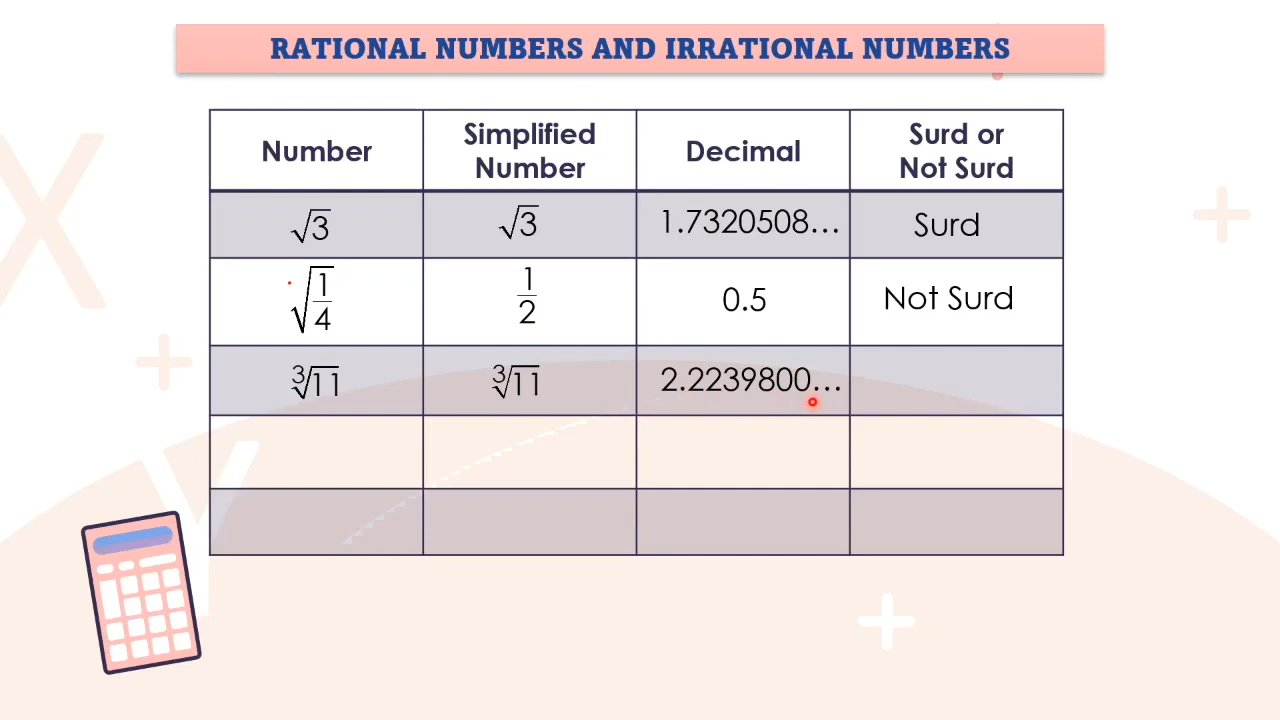 RATIONAL NUMBERS AND IRRATIONAL NUMBERS
Number
Simplified
Number
Decimal
Surd or
Not Surd
√3
√3
1.7320508...
Surd
√(1/4)
1/2
0.5
Not Surd
∛11
∛11
2.2239800...